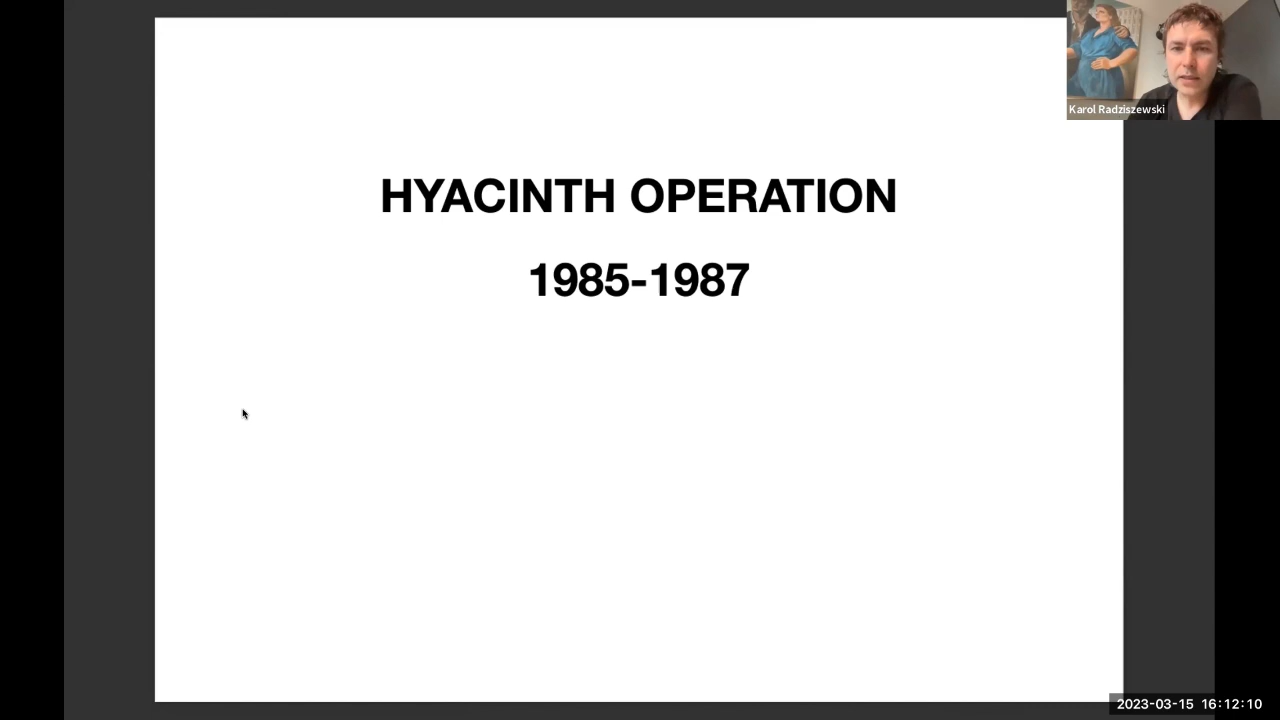 HYACINTH OPERATION
1985-1987
Karol Radziszewski
2023-03-15 16:12:10